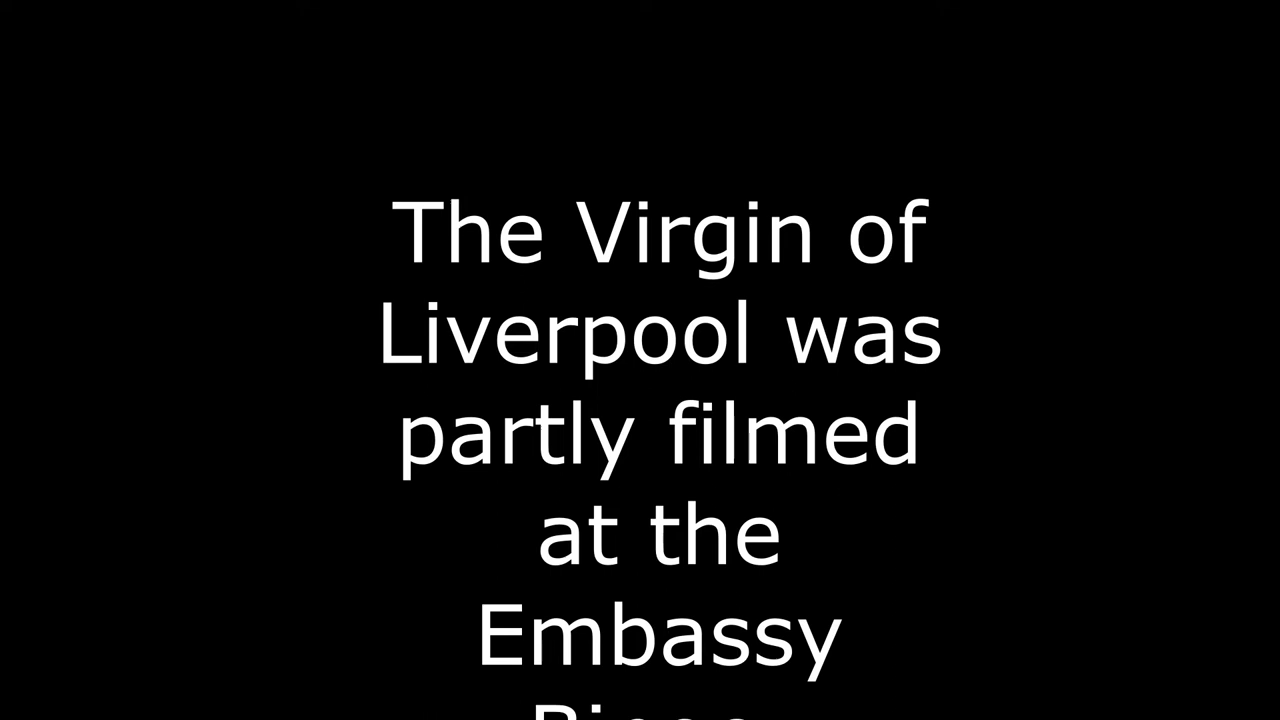 The Virgin of
Liverpool was
partly filmed
at the
Embassy